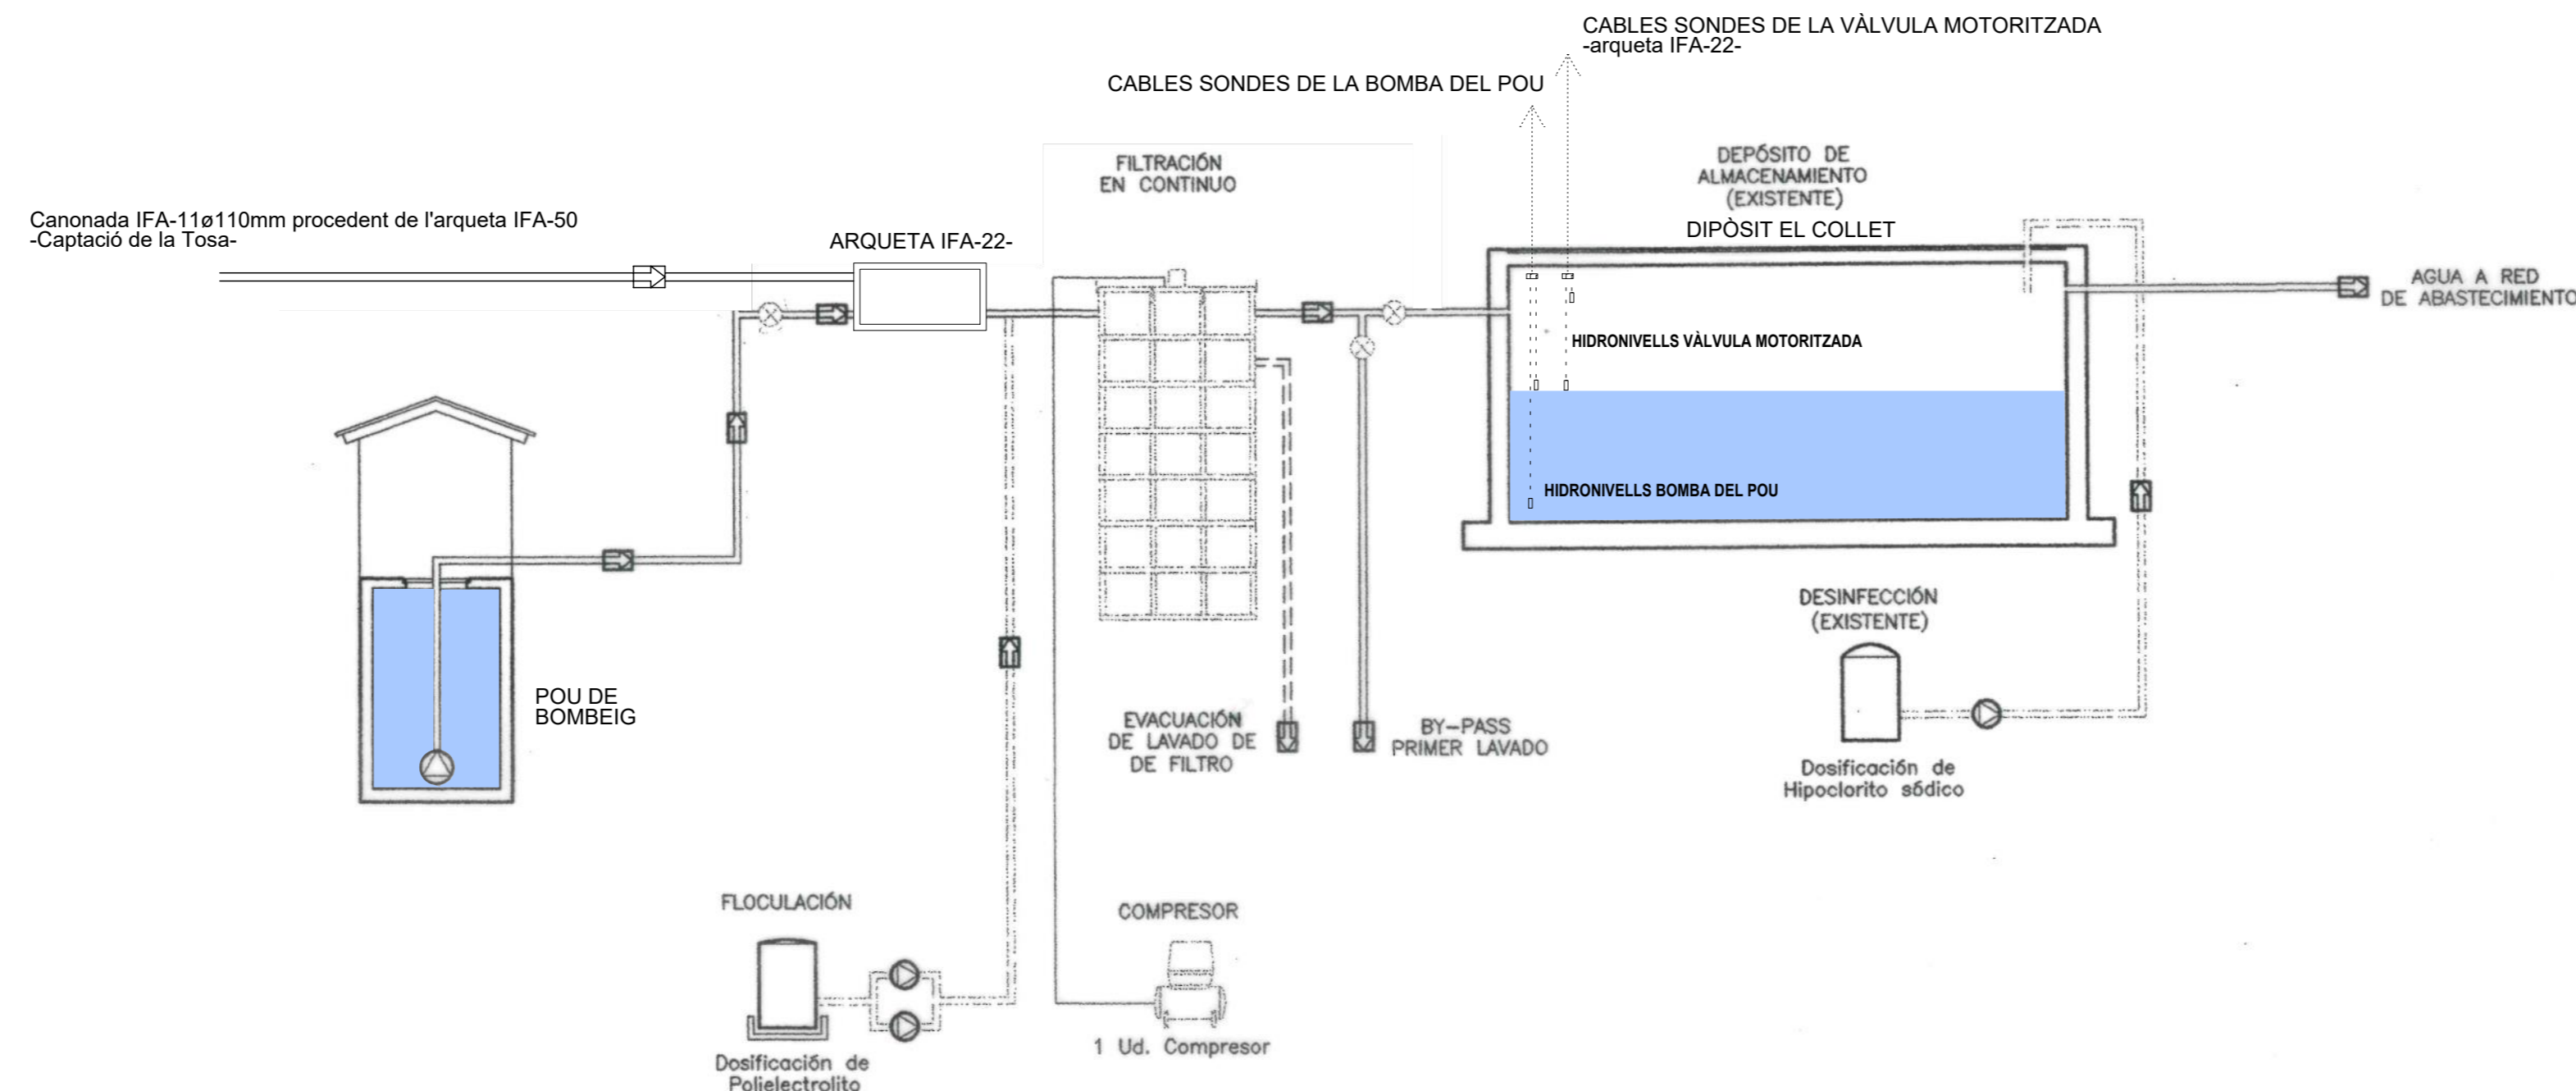 CABLES SONDES DE LA VÀLVULA MOTORITZADA
-arqueta IFA-22-
CABLES SONDES DE LA BOMBA DEL POU
FILTRACIÓN
EN CONTINUO
DEPÓSITO DE
ALMACENAMIENTO
(EXISTENTE)
DIPÒSIT EL COLLET
Canonada IFA-11ø110mm procedent de l'arqueta IFA-50
-Captació de la Tosa-
ARQUETA IFA-22-
AGUA A RED
DE ABASTECIMIENTO
HIDRONIVELLS VÀLVULA MOTORITZADA
HIDRONIVELLS BOMBA DEL POU
POU DE
BOMBEIG
EVACUACIÓN
DE LAVADO DE
DE FILTRO
BY-PASS
PRIMER LAVADO
DESINFECCIÓN
(EXISTENTE)
Dosificación de
Hipoclorito sódico
FLOCULACIÓN
Dosificación de
Polielectrolito
COMPRESOR
1 Ud. Compresor